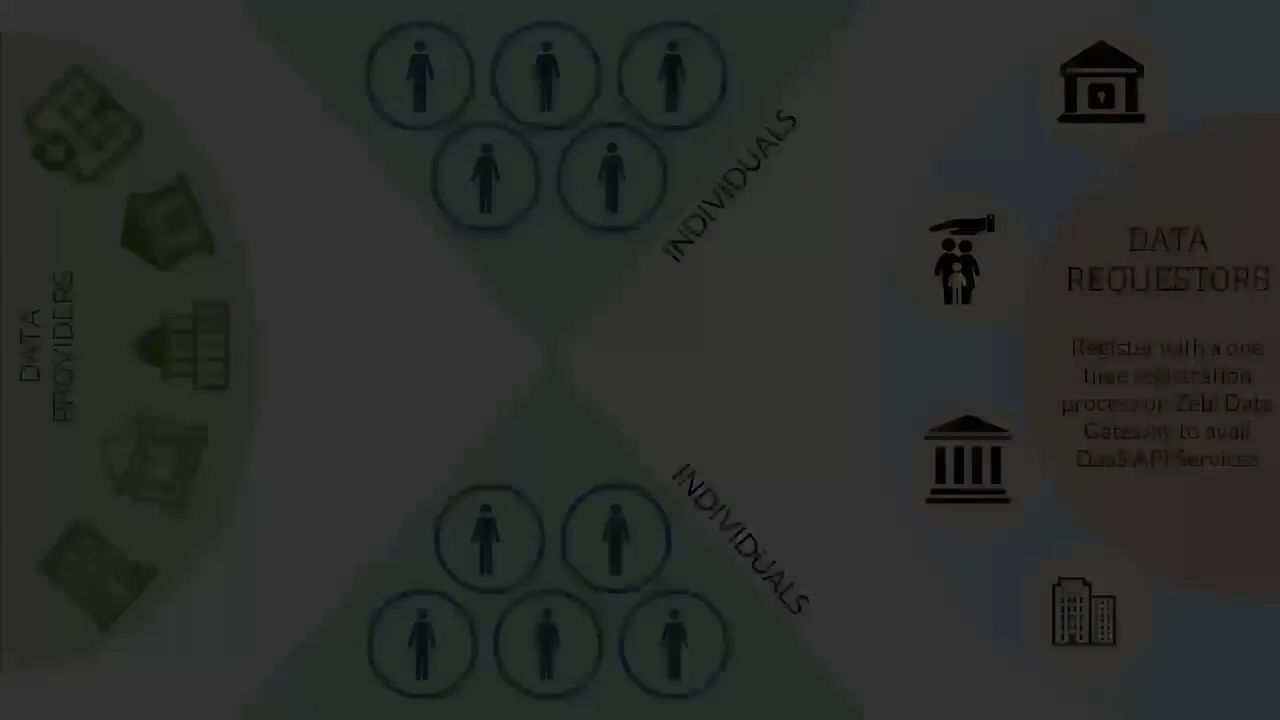 DATA
PROVIDERS
INDIVIDUALS
INDIVIDUALS
DATA
REQUESTORS
Register with a one
time registration
process on Zebi Data
Gateway to avail
DaaS API Services